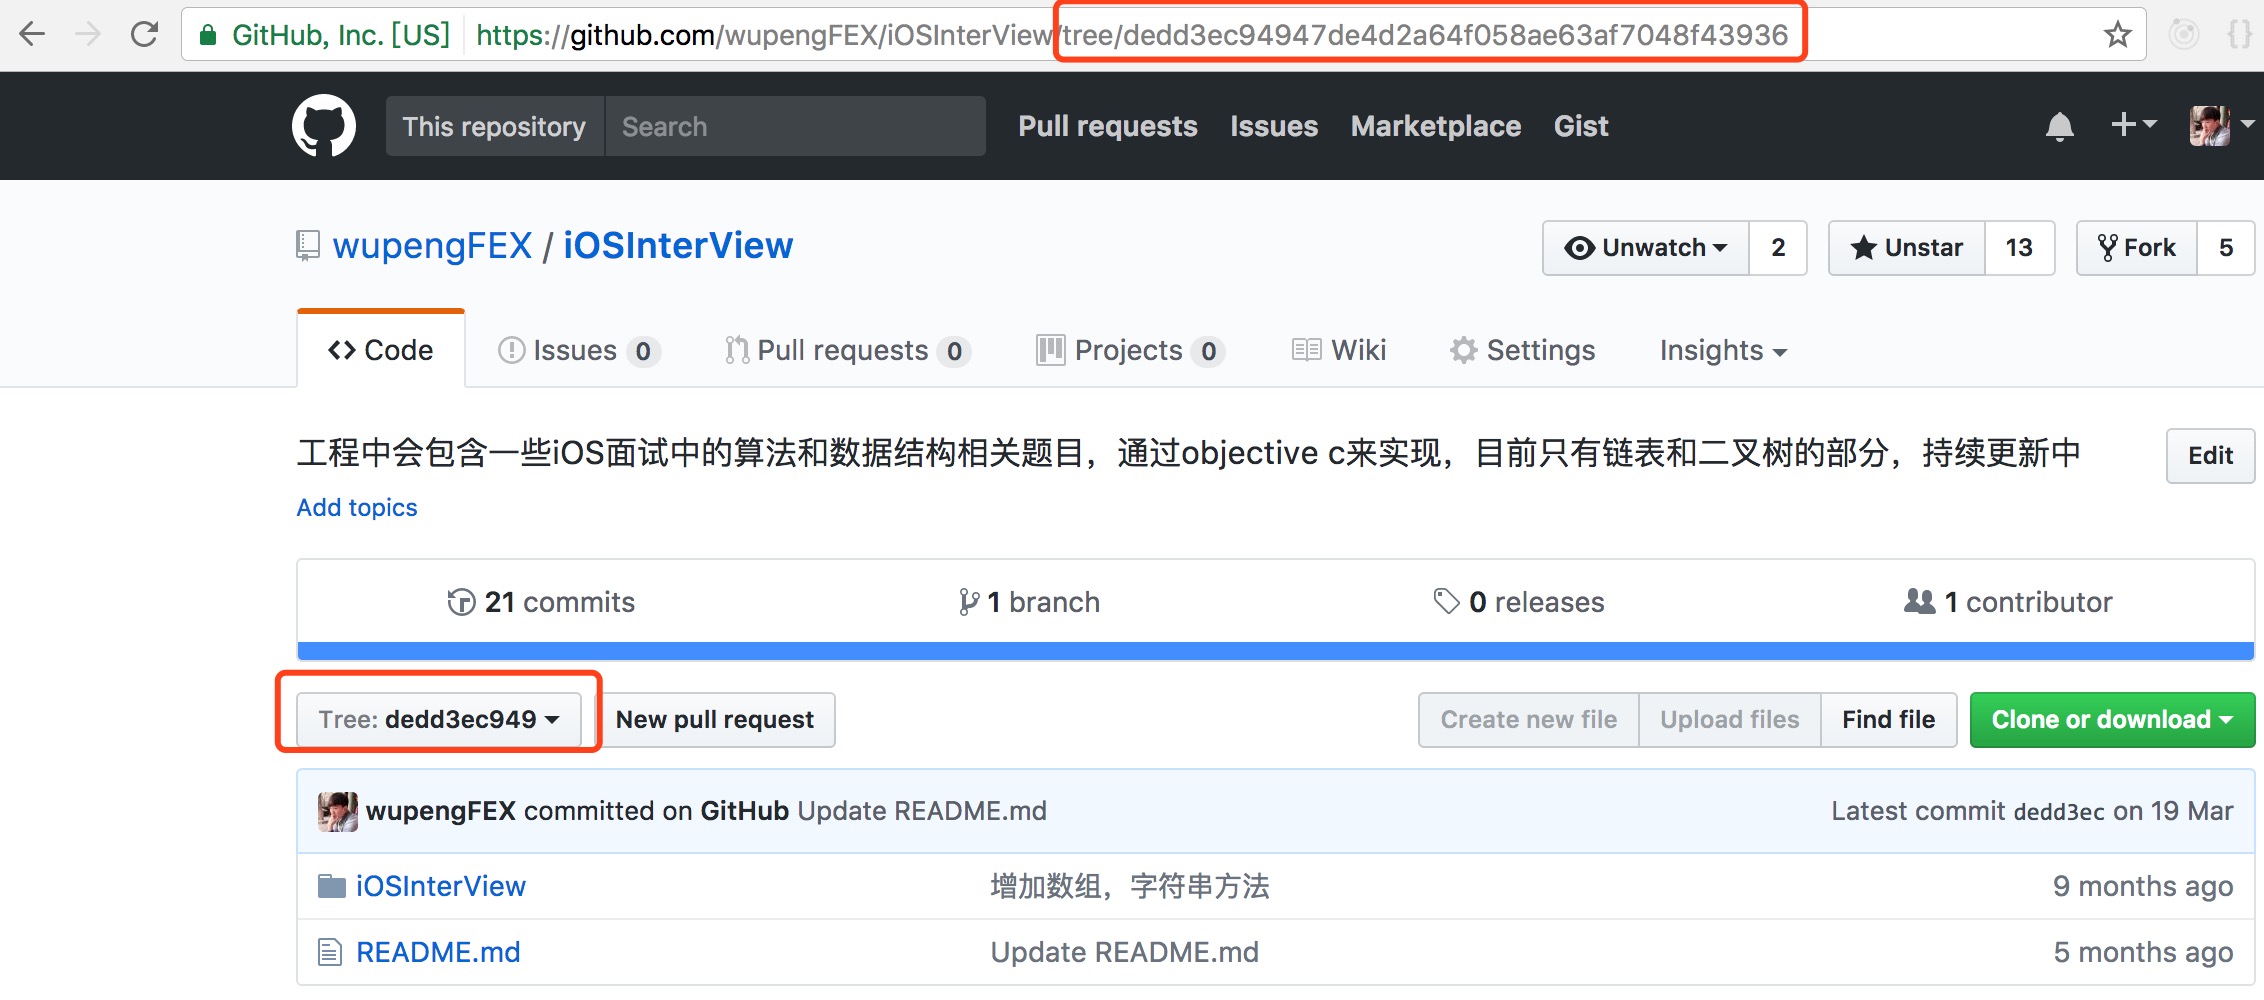 GitHub, Inc. [US] https://github.com/wupengFEX/iOSInterView/tree/dedd3ec94947de4d2a64f058ae63af7048f43936
This repository Search Pull requests Issues Marketplace Gist
wupengFEX / iOSInterView Unwatch 2 Unstar 13 Fork 5
Code Issues 0 Pull requests 0 Projects 0 Wiki Settings Insights
工程中会包含一些iOS面试中的算法和数据结构相关题目，通过objective c来实现，目前只有链表和二叉树的部分，持续更新中 Edit
Add topics
21 commits 1 branch 0 releases 1 contributor
Tree: dedd3ec949 New pull request Create new file Upload files Find file Clone or download
wupengFEX committed on GitHub Update README.md Latest commit dedd3ec on 19 Mar
iOSInterView 增加数组，字符串方法 9 months ago
README.md Update README.md 5 months ago